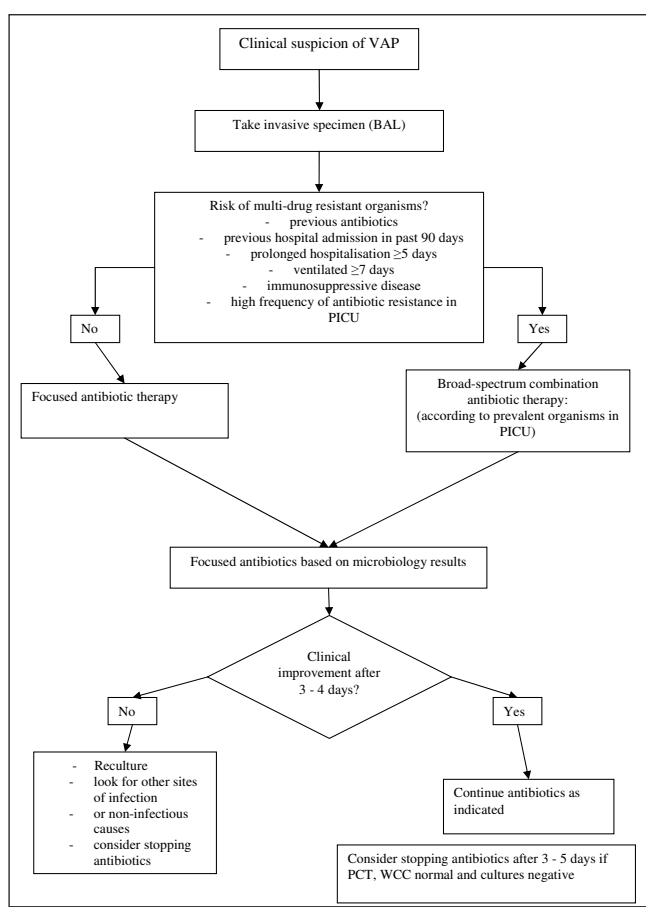 Clinical suspicion of VAP
Take invasive specimen (BAL)
Risk of multi-drug resistant organisms?
- previous antibiotics
- previous hospital admission in past 90 days
- prolonged hospitalisation ≥5 days
- ventilated ≥7 days
- immunosuppressive disease
- high frequency of antibiotic resistance in
PICU
No
Yes
Focused antibiotic therapy
Broad-spectrum combination
antibiotic therapy:
(according to prevalent organisms in
PICU)
Focused antibiotics based on microbiology results
Clinical
improvement after
3 - 4 days?
No
Yes
- Reculture
- look for other sites
of infection
- or non-infectious
causes
- consider stopping
antibiotics
Continue antibiotics as
indicated
Consider stopping antibiotics after 3 - 5 days if
PCT, WCC normal and cultures negative